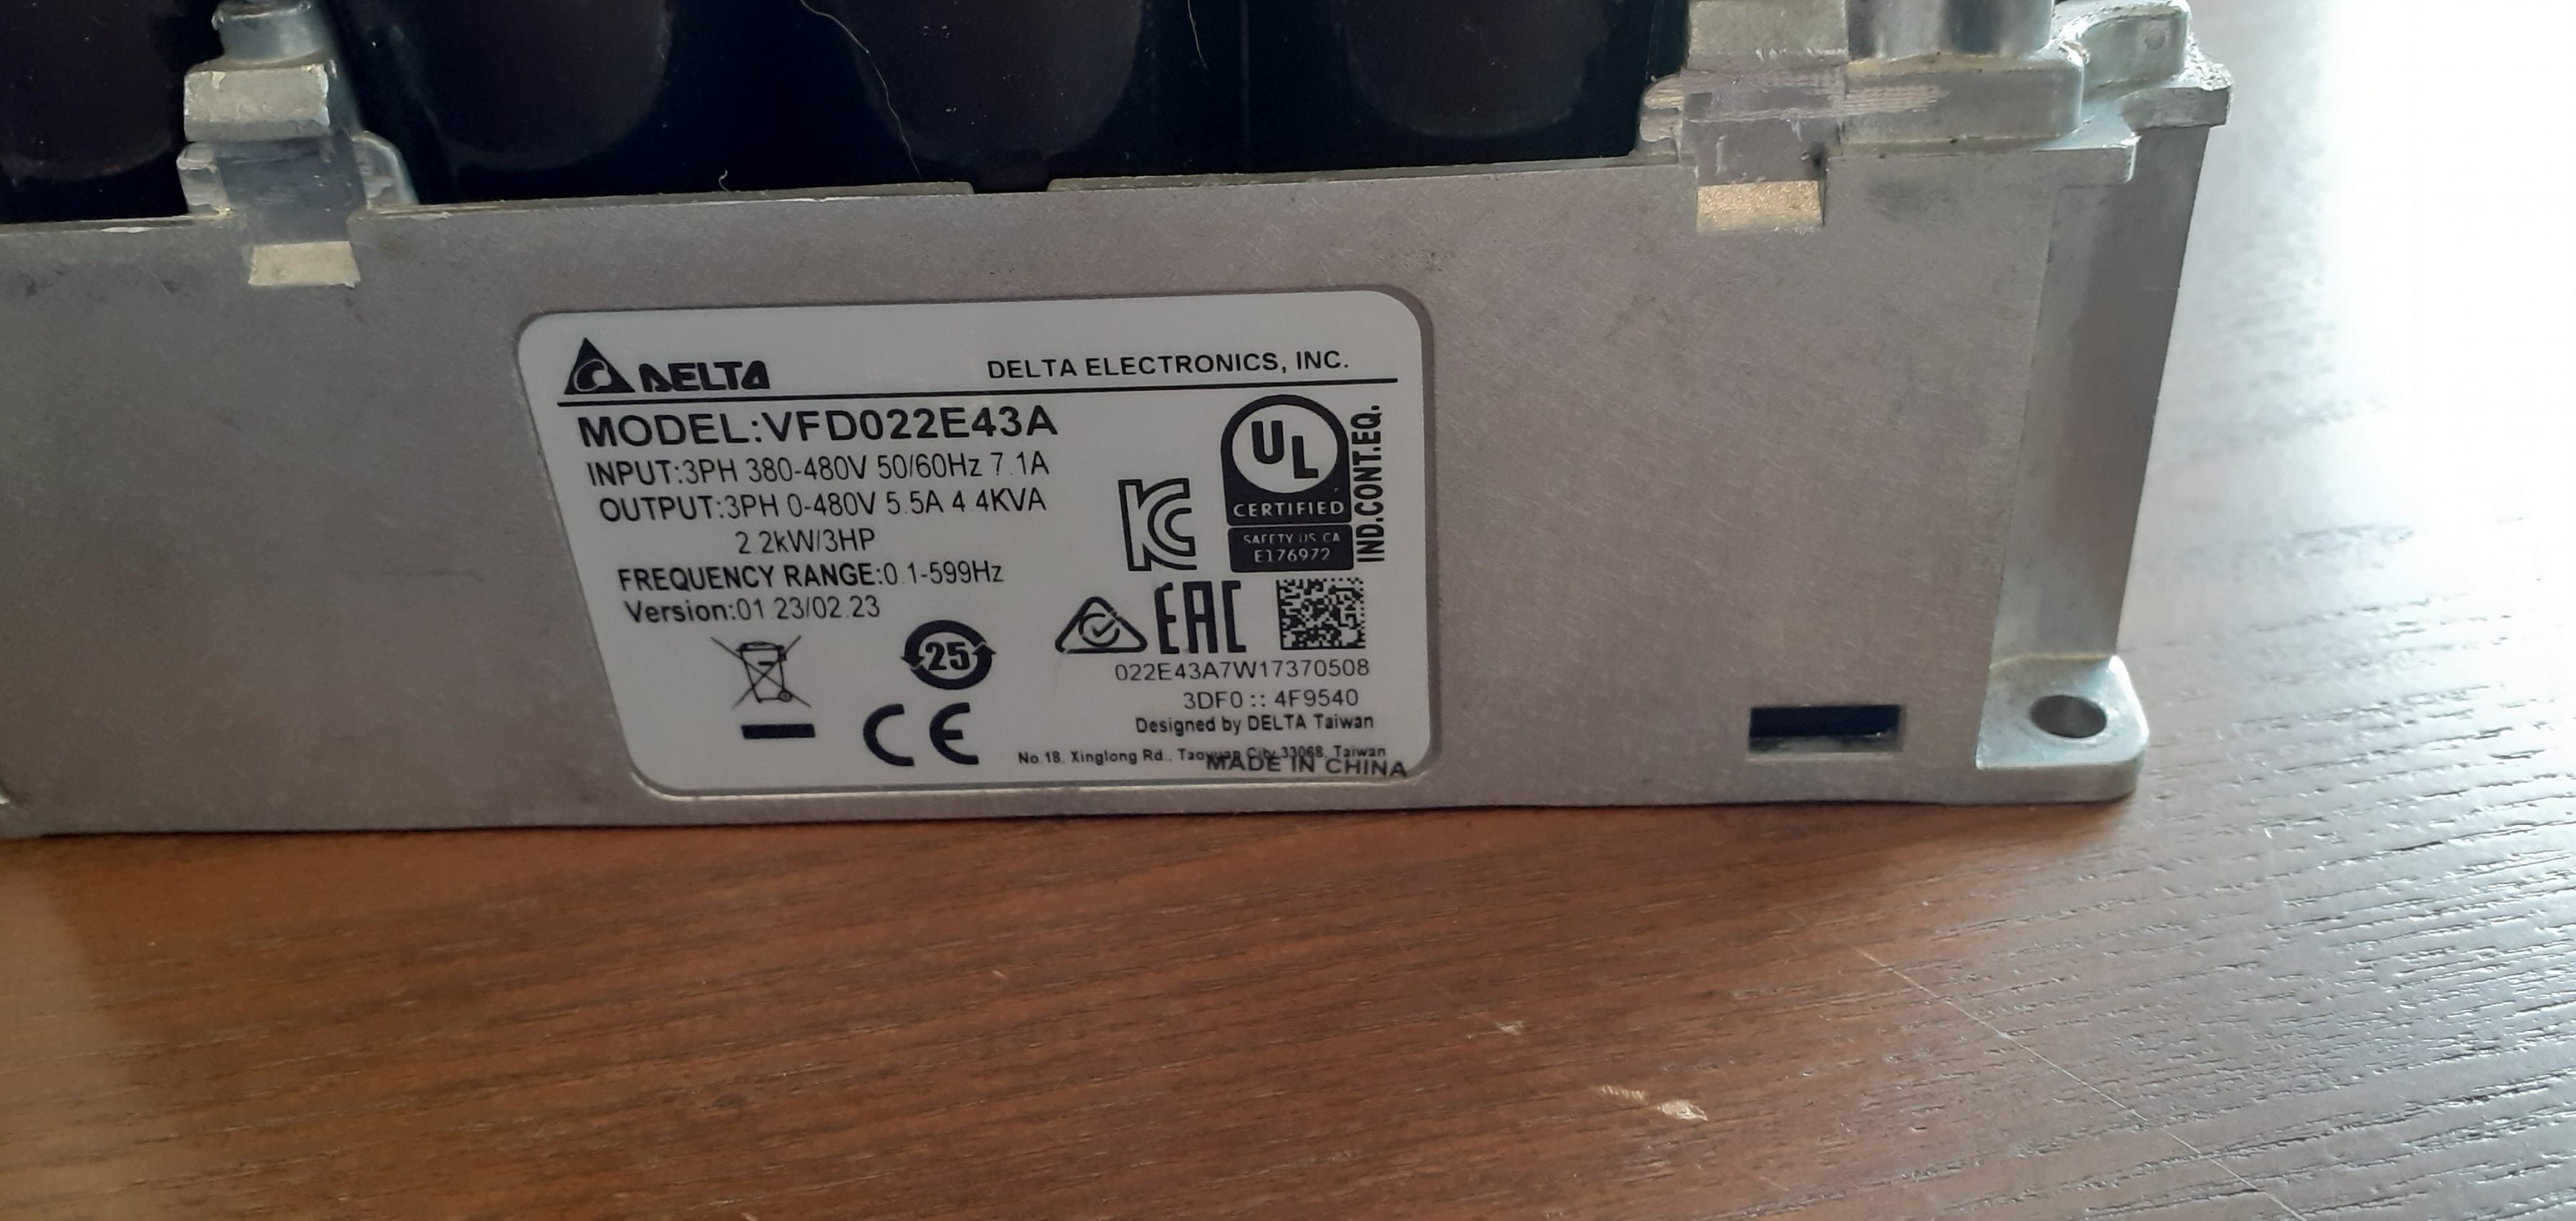 DELTA
DELTA ELECTRONICS, INC.
MODEL:VFD022E43A
INPUT:3PH 380-480V 50/60Hz 7.1A
OUTPUT:3PH 0-480V 5.5A 4.4KVA
2.2kW/3HP
FREQUENCY RANGE:0.1-599Hz
Version:01.23/02.23
UL
CERTIFIED
SAFETY US CA
E176972
IND.CONT.EQ.
KC
EAC
25
CE
022E43A7W17370508
3DF0 :: 4F9540
Designed by DELTA Taiwan
No.18, Xinglong Rd., Taoyuan City 33068, Taiwan
MADE IN CHINA